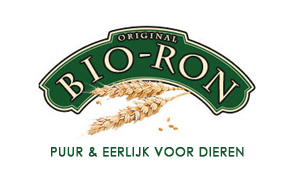 ORIGINAL
BIO-RON
PUUR & EERLIJK VOOR DIEREN